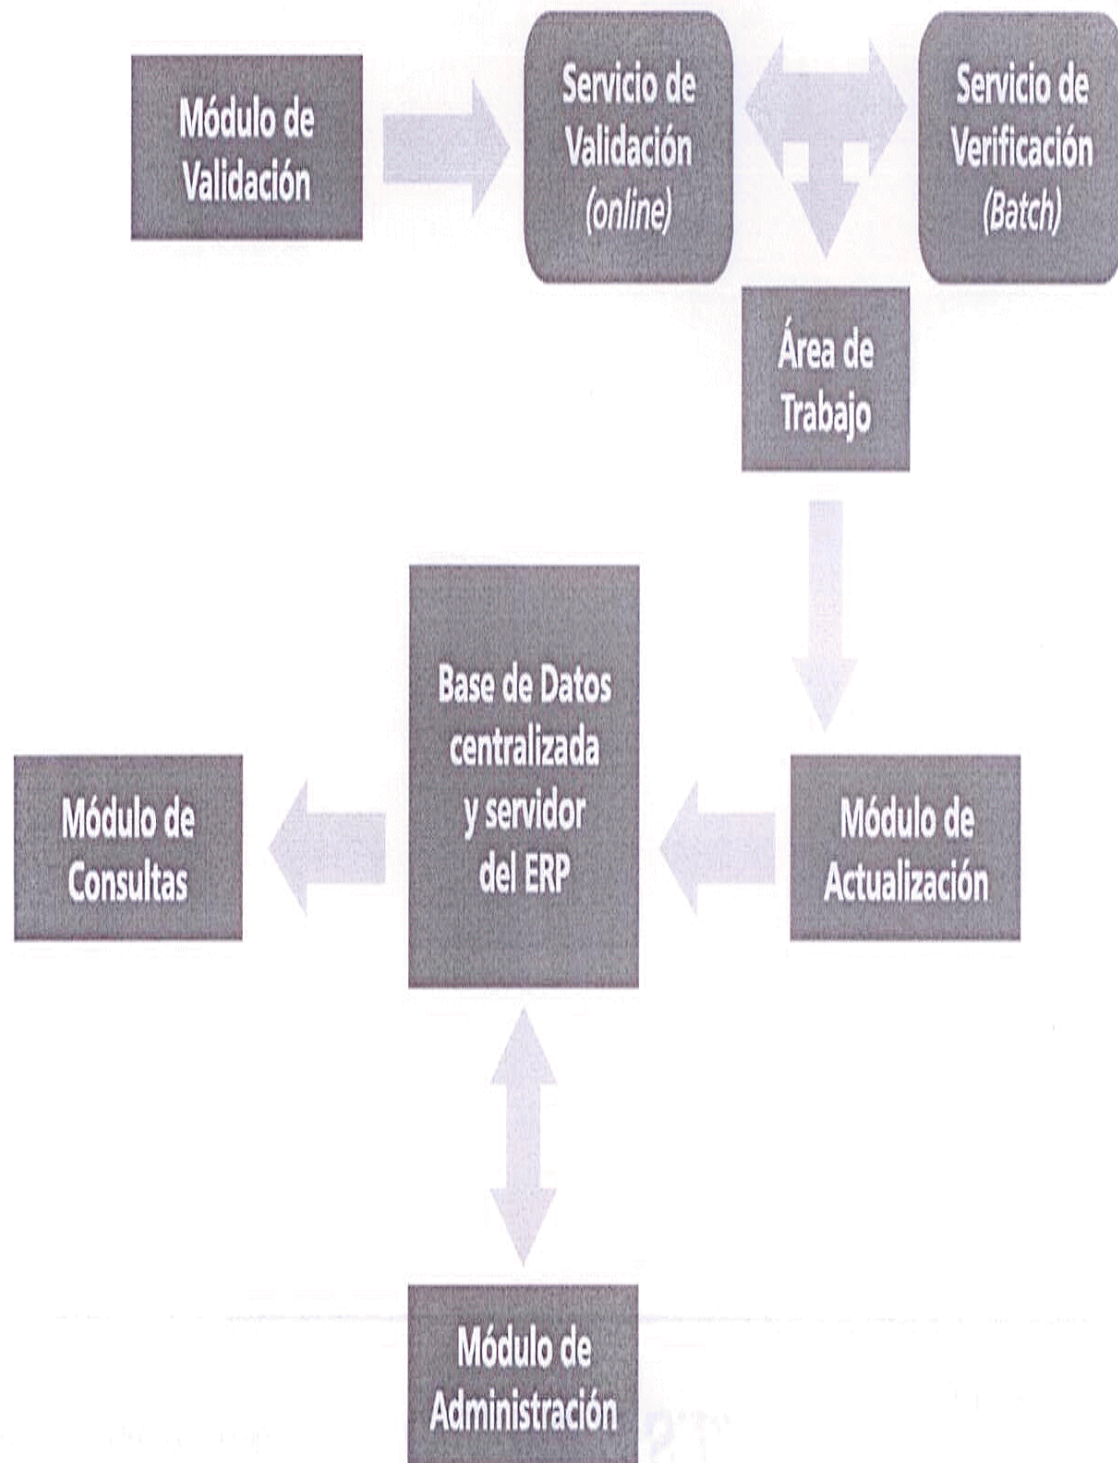 Módulo de
Validación
Servicio de
Validación
(online)
Servicio de
Verificación
(Batch)
Área de
Trabajo
Base de Datos
centralizada
y servidor
del ERP
Módulo de
Consultas
Módulo de
Actualización
Módulo de
Administración